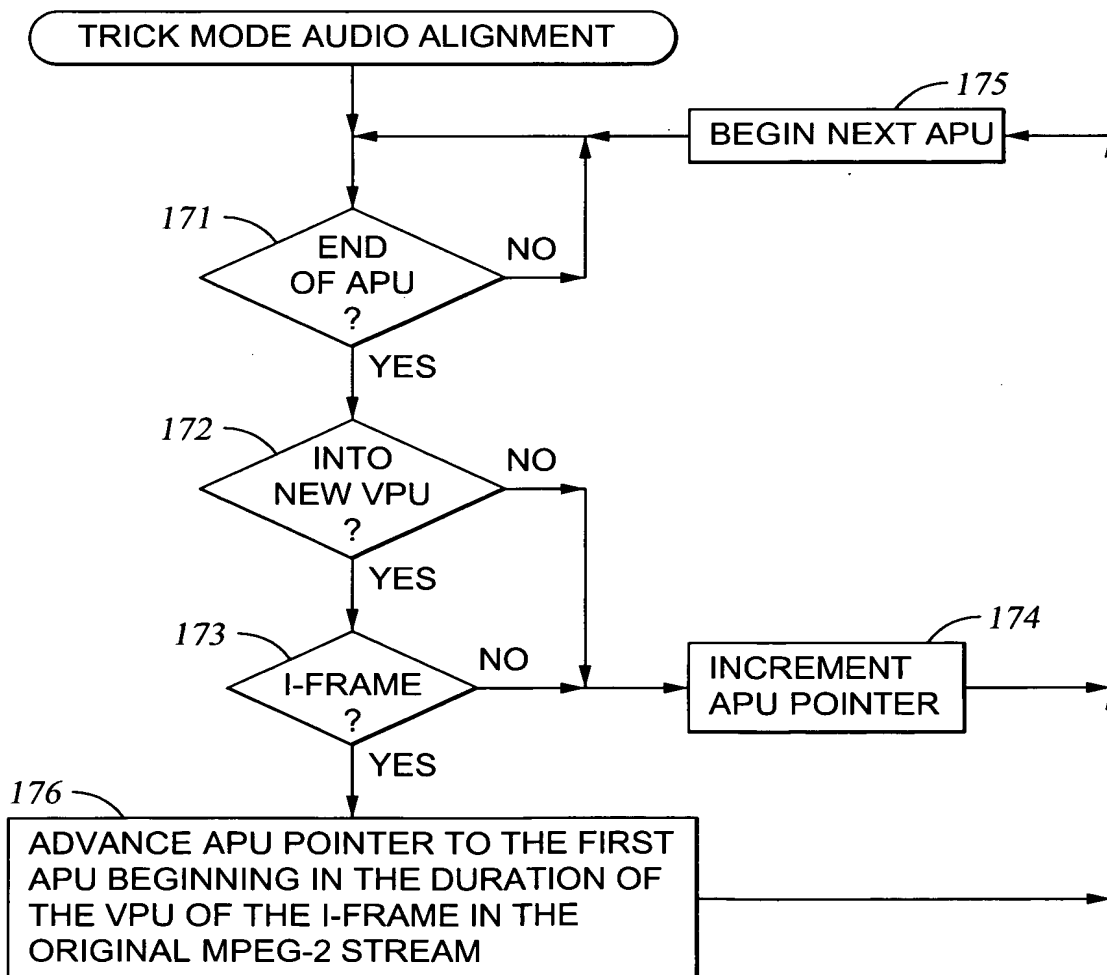 TRICK MODE AUDIO ALIGNMENT
175
BEGIN NEXT APU
171
END
OF APU
?
NO
YES
172
INTO
NEW VPU
?
NO
YES
173
I-FRAME
?
NO
174
INCREMENT
APU POINTER
YES
176
ADVANCE APU POINTER TO THE FIRST
APU BEGINNING IN THE DURATION OF
THE VPU OF THE I-FRAME IN THE
ORIGINAL MPEG-2 STREAM